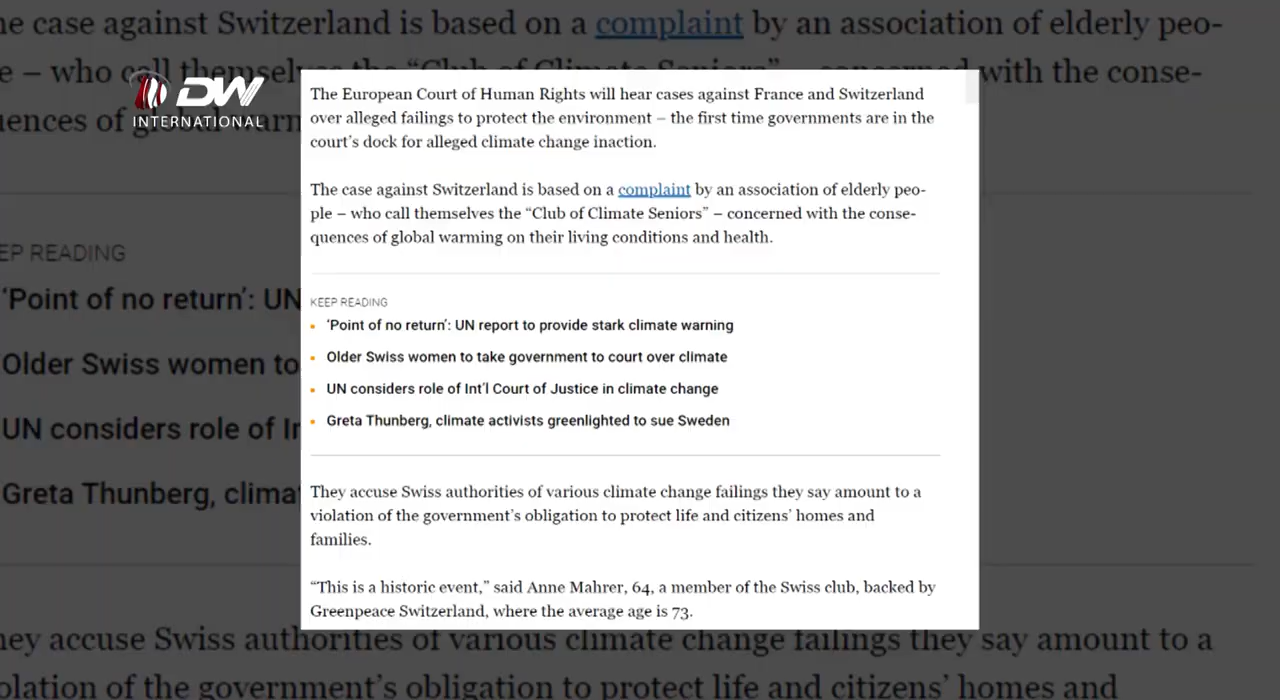 he case against Switzerland is based on a complaint by an association of elderly peo-
e – who call themselves the “Club of Climate Seniors” – concerned with the conse-
uences of global warn
DW
INTERNATIONAL
The European Court of Human Rights will hear cases against France and Switzerland
over alleged failings to protect the environment – the first time governments are in the
court’s dock for alleged climate change inaction.
The case against Switzerland is based on a complaint by an association of elderly peo-
ple – who call themselves the “Club of Climate Seniors” – concerned with the conse-
quences of global warming on their living conditions and health.
KEEP READING
‘Point of no return’: UN report to provide stark climate warning
Older Swiss women to take government to court over climate
UN considers role of Int’l Court of Justice in climate change
Greta Thunberg, climate activists greenlighted to sue Sweden
They accuse Swiss authorities of various climate change failings they say amount to a
violation of the government’s obligation to protect life and citizens’ homes and
families.
“This is a historic event,” said Anne Mahrer, 64, a member of the Swiss club, backed by
Greenpeace Switzerland, where the average age is 73.
EP READING
‘Point of no return’: UN
Older Swiss women to
UN considers role of Ir
Greta Thunberg, clima
hey accuse Swiss authorities of various climate change failings they say amount to a
olation of the government’s obligation to protect life and citizens’ homes and